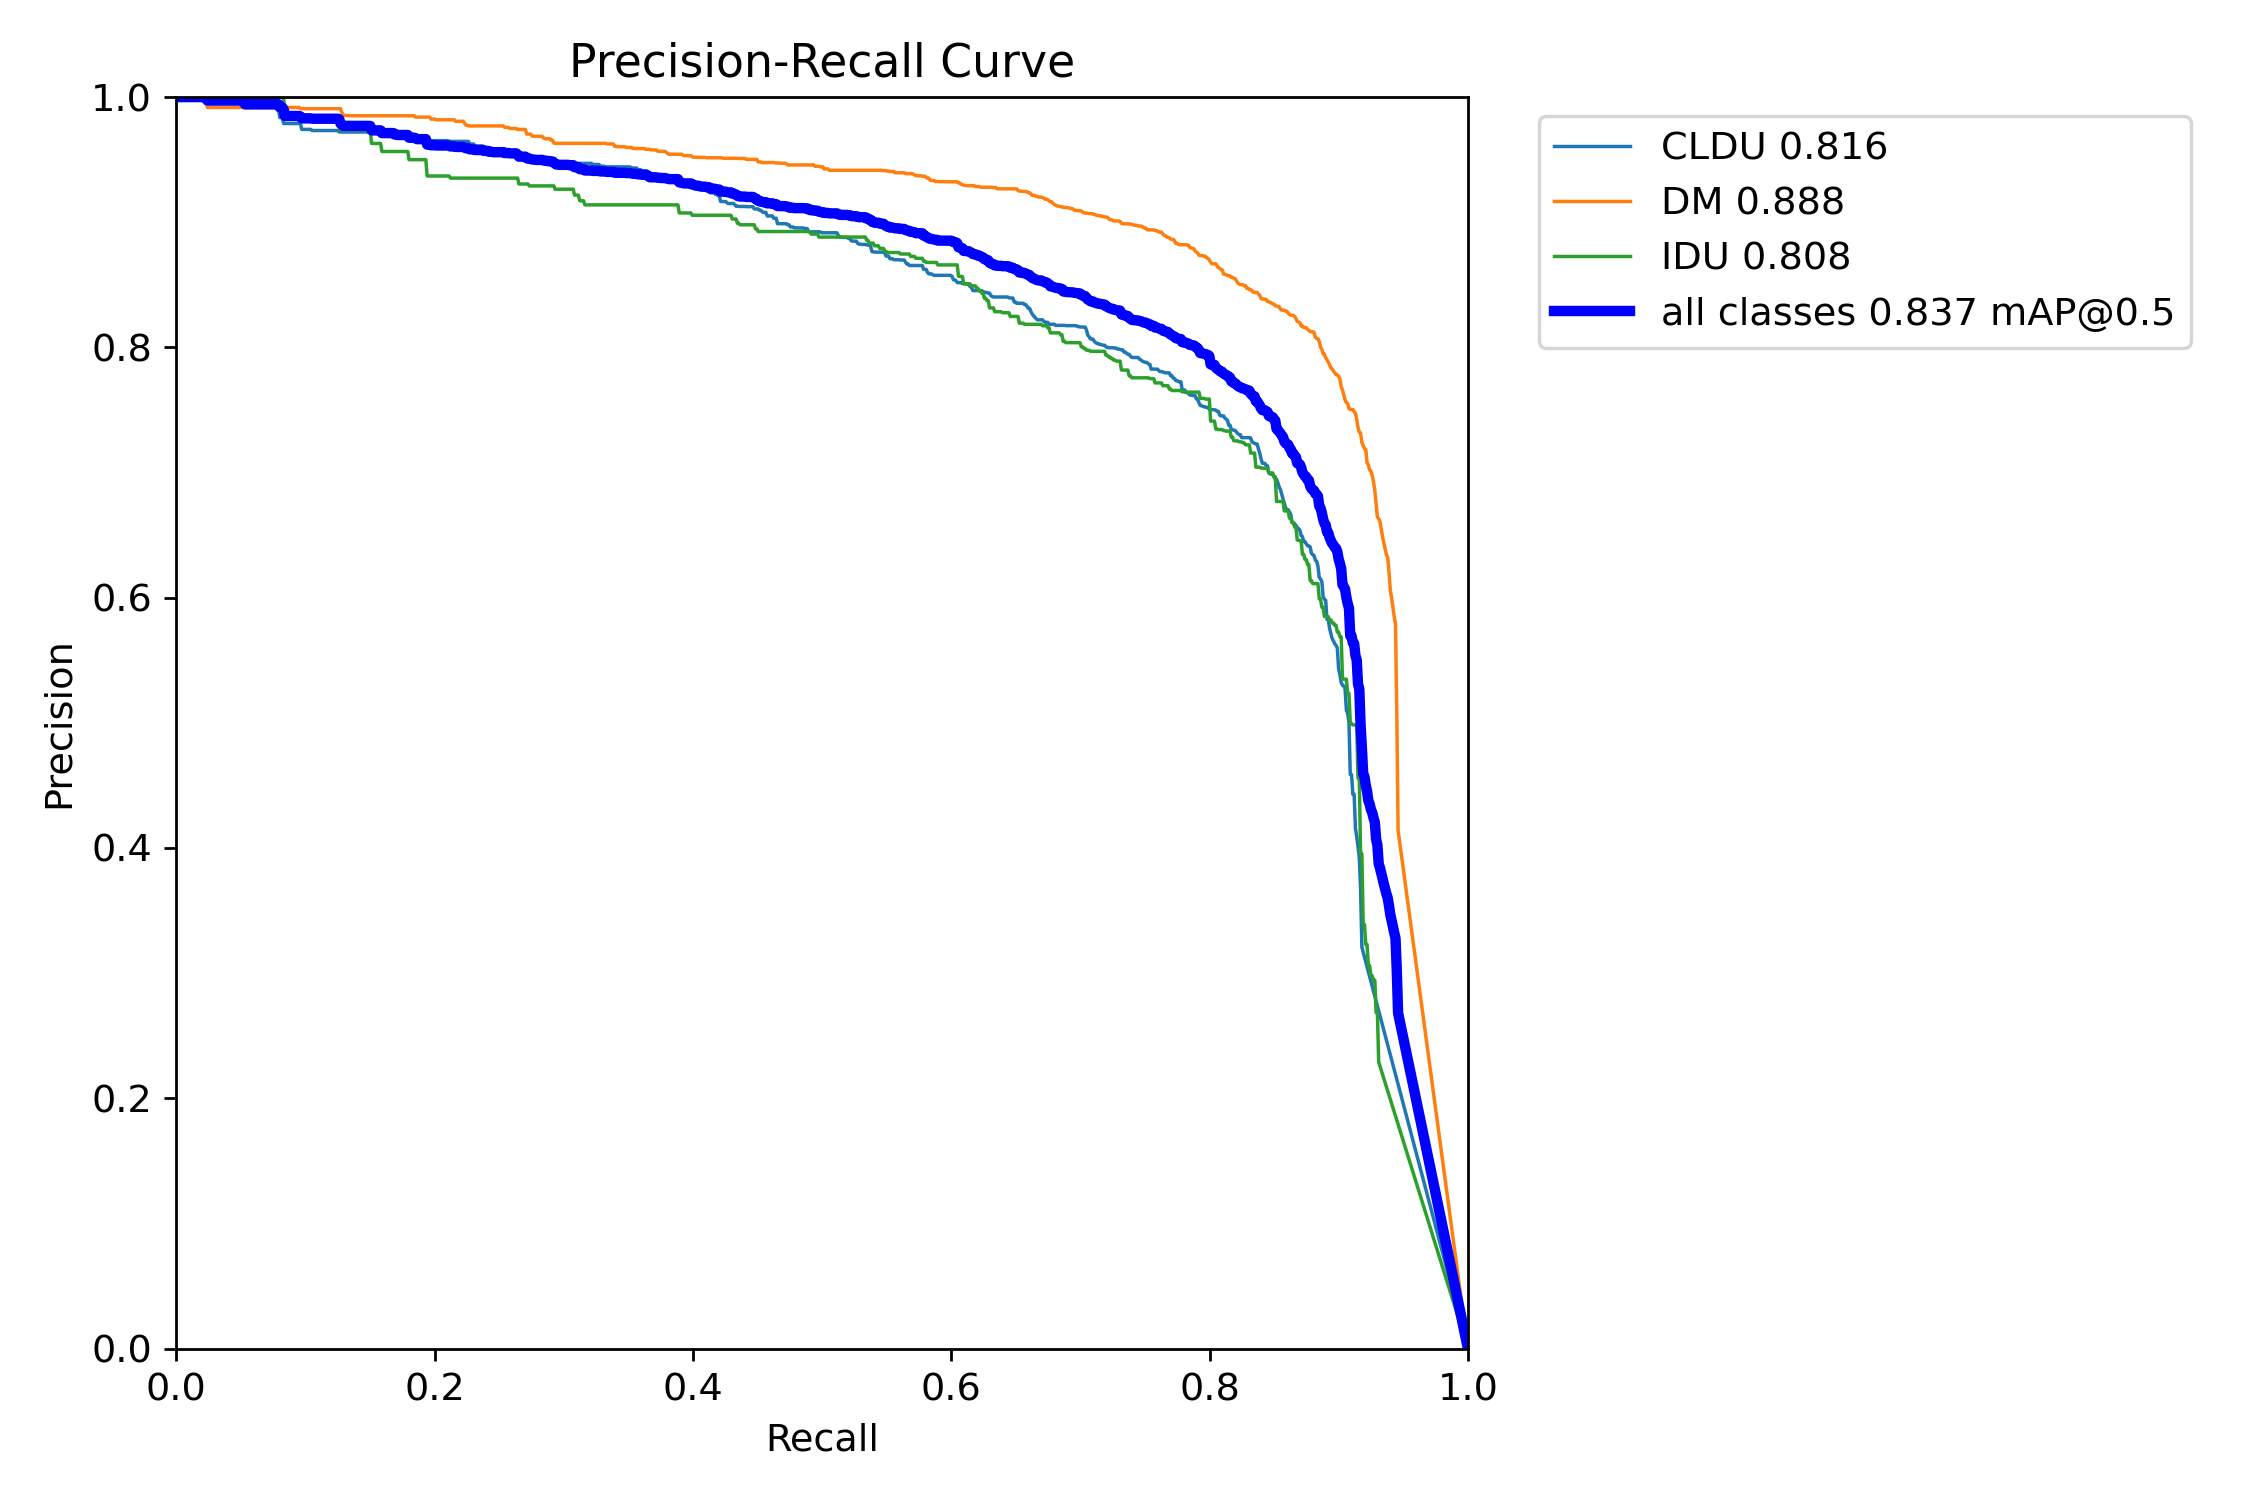 Precision-Recall Curve
1.0
0.8
0.6
0.4
0.2
0.0
Precision
0.0 0.2 0.4 0.6 0.8 1.0
Recall
CLDU 0.816
DM 0.888
IDU 0.808
all classes 0.837 mAP@0.5